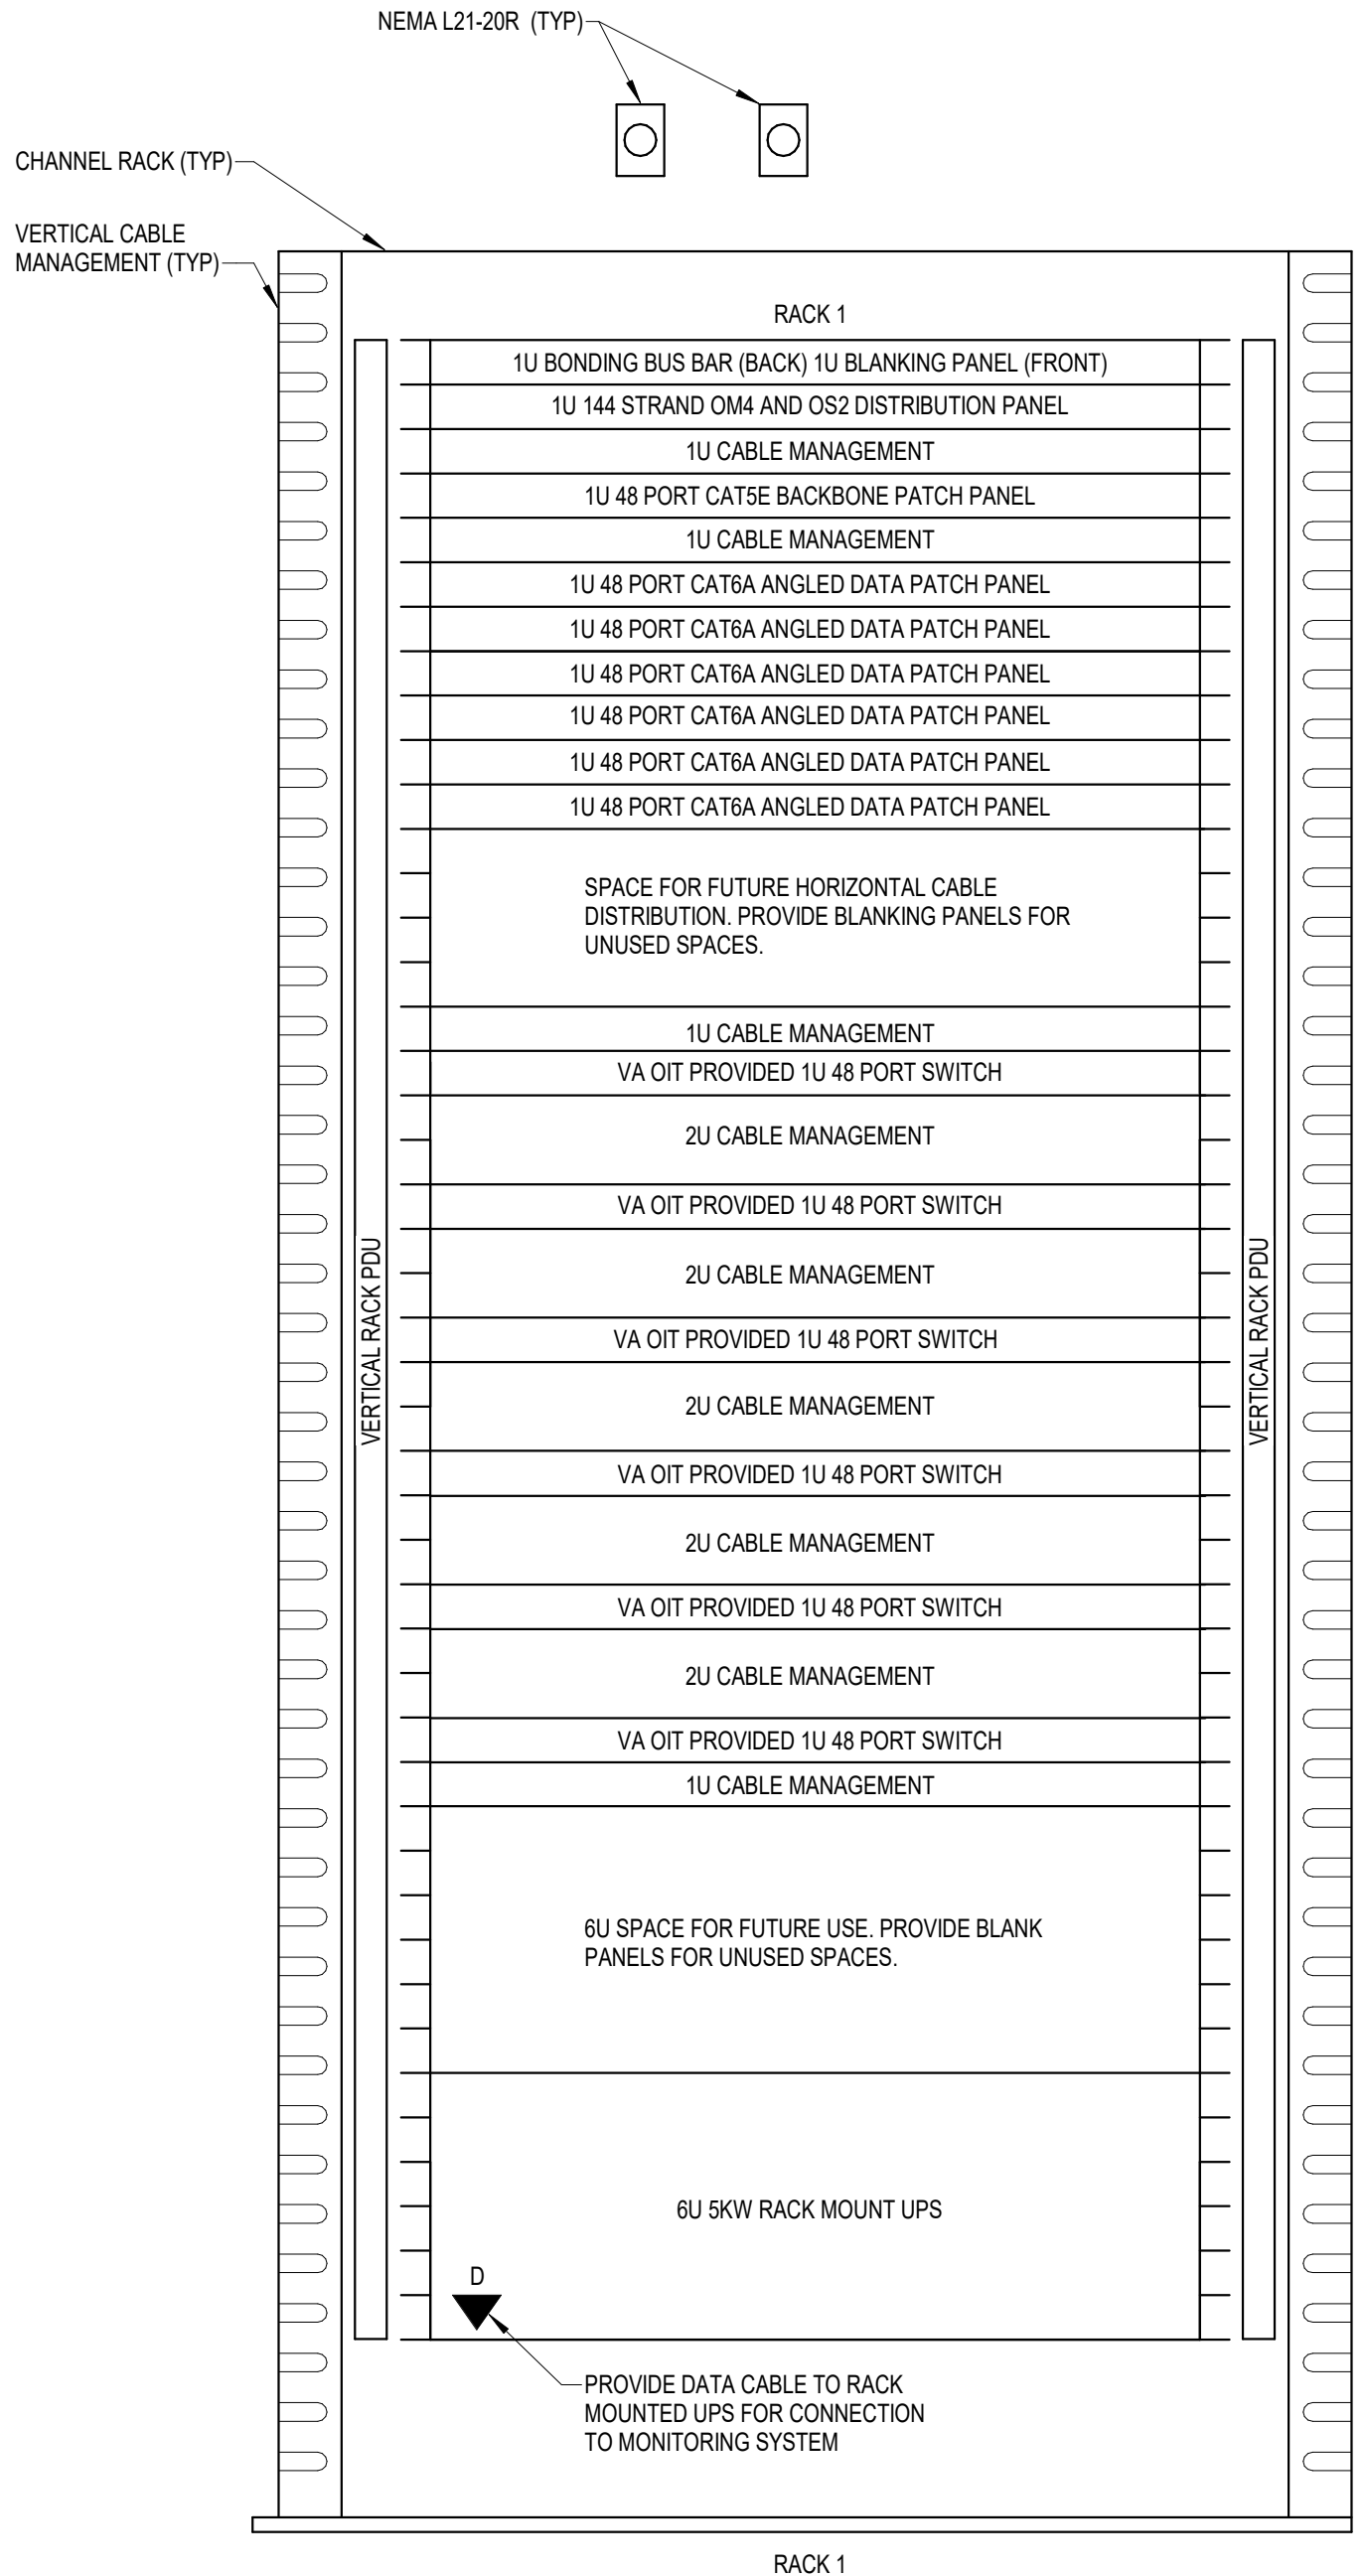 NEMA L21-20R (TYP)
CHANNEL RACK (TYP)
VERTICAL CABLE
MANAGEMENT (TYP)
RACK 1
1U BONDING BUS BAR (BACK) 1U BLANKING PANEL (FRONT)
1U 144 STRAND OM4 AND OS2 DISTRIBUTION PANEL
1U CABLE MANAGEMENT
1U 48 PORT CAT5E BACKBONE PATCH PANEL
1U CABLE MANAGEMENT
1U 48 PORT CAT6A ANGLED DATA PATCH PANEL
1U 48 PORT CAT6A ANGLED DATA PATCH PANEL
1U 48 PORT CAT6A ANGLED DATA PATCH PANEL
1U 48 PORT CAT6A ANGLED DATA PATCH PANEL
1U 48 PORT CAT6A ANGLED DATA PATCH PANEL
1U 48 PORT CAT6A ANGLED DATA PATCH PANEL
SPACE FOR FUTURE HORIZONTAL CABLE
DISTRIBUTION. PROVIDE BLANKING PANELS FOR
UNUSED SPACES.
1U CABLE MANAGEMENT
VA OIT PROVIDED 1U 48 PORT SWITCH
2U CABLE MANAGEMENT
VA OIT PROVIDED 1U 48 PORT SWITCH
2U CABLE MANAGEMENT
VA OIT PROVIDED 1U 48 PORT SWITCH
2U CABLE MANAGEMENT
VA OIT PROVIDED 1U 48 PORT SWITCH
2U CABLE MANAGEMENT
VA OIT PROVIDED 1U 48 PORT SWITCH
2U CABLE MANAGEMENT
VA OIT PROVIDED 1U 48 PORT SWITCH
1U CABLE MANAGEMENT
VERTICAL RACK PDU
VERTICAL RACK PDU
6U SPACE FOR FUTURE USE. PROVIDE BLANK
PANELS FOR UNUSED SPACES.
6U 5KW RACK MOUNT UPS
D
PROVIDE DATA CABLE TO RACK
MOUNTED UPS FOR CONNECTION
TO MONITORING SYSTEM
RACK 1